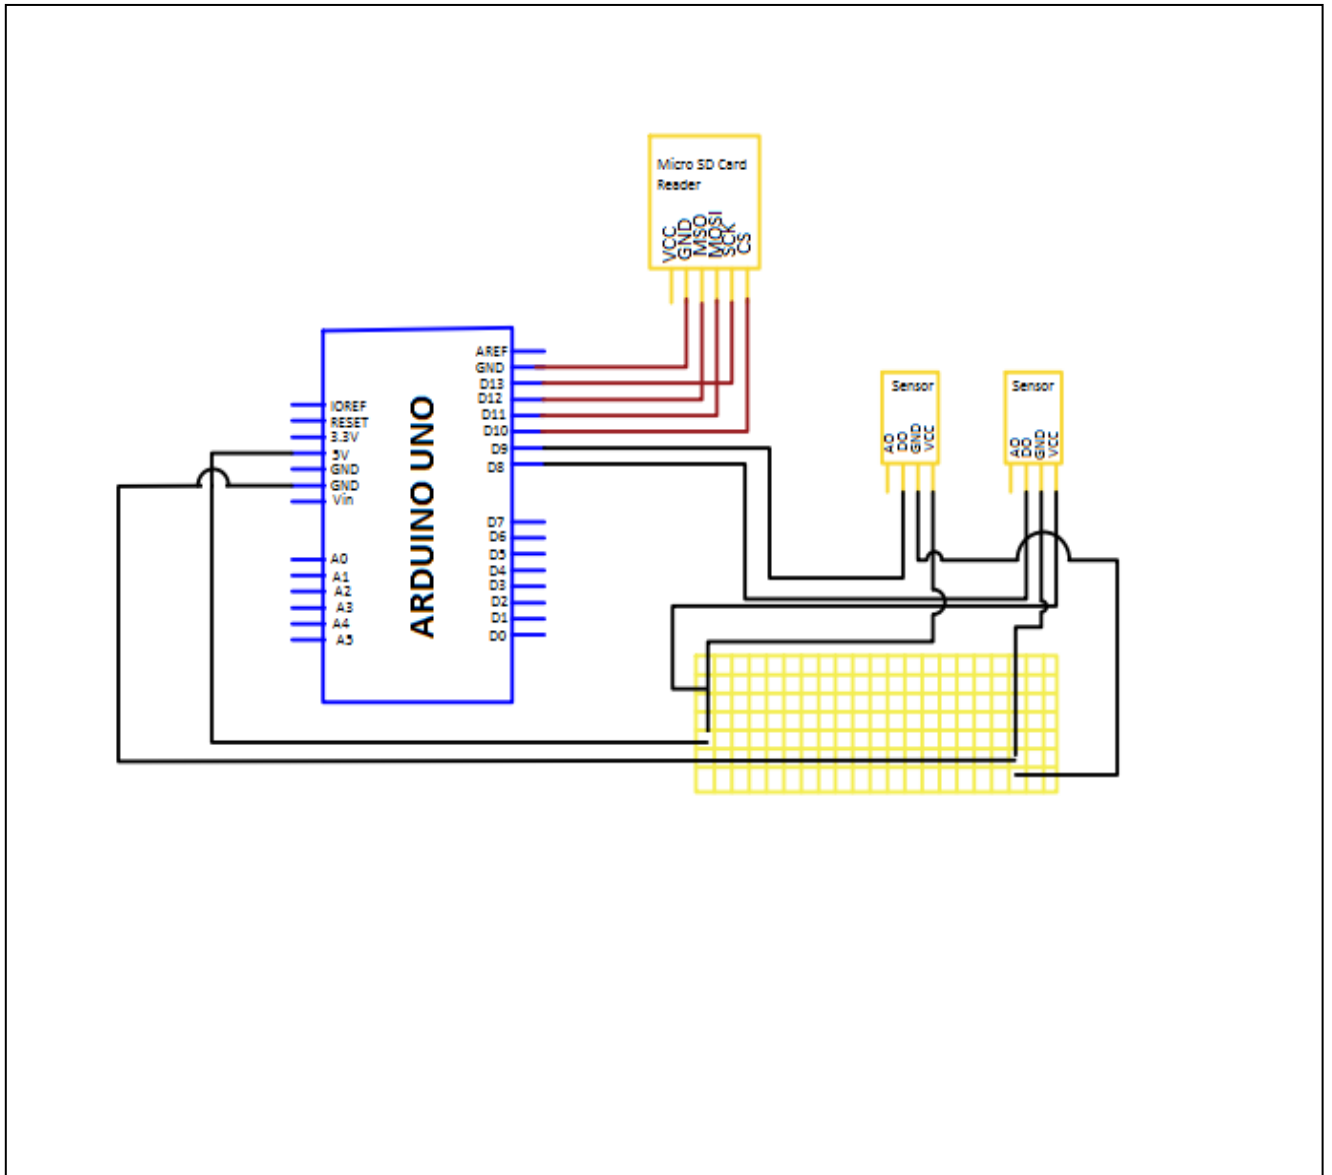 Micro SD Card
Reader
VCC
GND
MSO
MOSI
SCK
CS
ARDUINO UNO
IOREF
RESET
3.3V
5V
GND
GND
Vin
A0
A1
A2
A3
A4
A5
AREF
GND
D13
D12
D11
D10
D9
D8
D7
D6
D5
D4
D3
D2
D1
D0
Sensor
AO
DO
GND
VCC
Sensor
AO
DO
GND
VCC